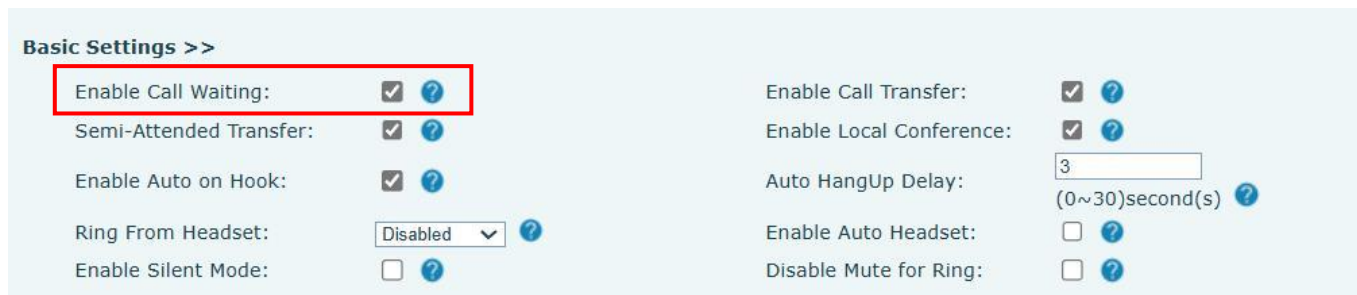 Basic Settings >>
Enable Call Waiting: ?
Enable Call Transfer: ?
Semi-Attended Transfer: ?
Enable Local Conference: ?
Enable Auto on Hook: ?
Auto HangUp Delay: 3
(0~30)second(s) ?
Ring From Headset: Disabled ?
Enable Auto Headset: ?
Enable Silent Mode: ?
Disable Mute for Ring: ?